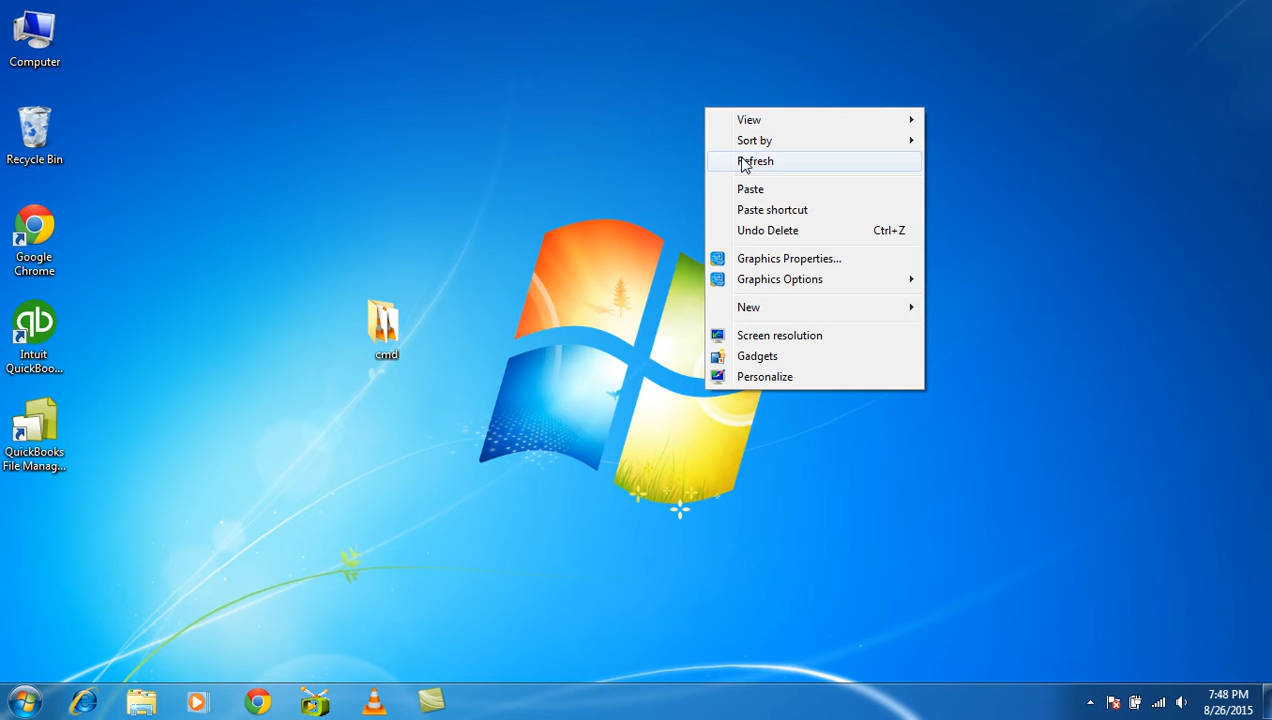 Computer
Recycle Bin
Google
Chrome
Intuit
QuickBoo...
QuickBooks
File Manag...
cmd
View
Sort by
Refresh
Paste
Paste shortcut
Undo Delete Ctrl+Z
Graphics Properties...
Graphics Options
New
Screen resolution
Gadgets
Personalize
7:48 PM
8/26/2015